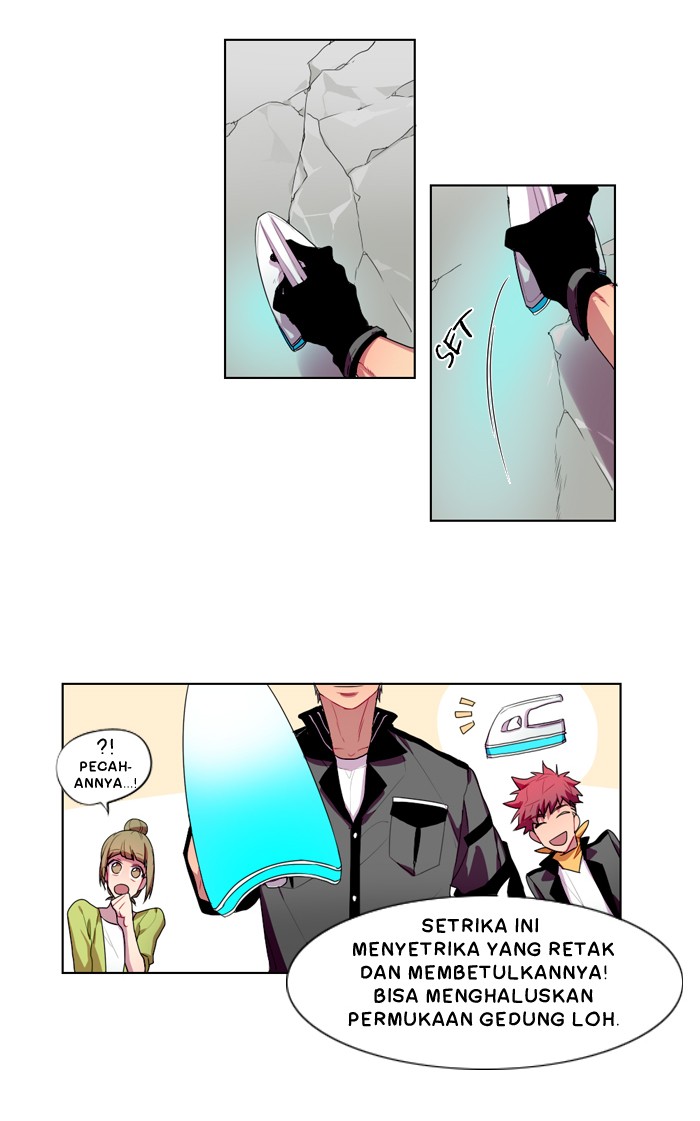 SET
?!
PECAH-
ANNYA...!
SETRIKA INI
MENYETRIKA YANG RETAK
DAN MEMBETULKANNYA!
BISA MENGHALUSKAN
PERMUKAAN GEDUNG LOH.